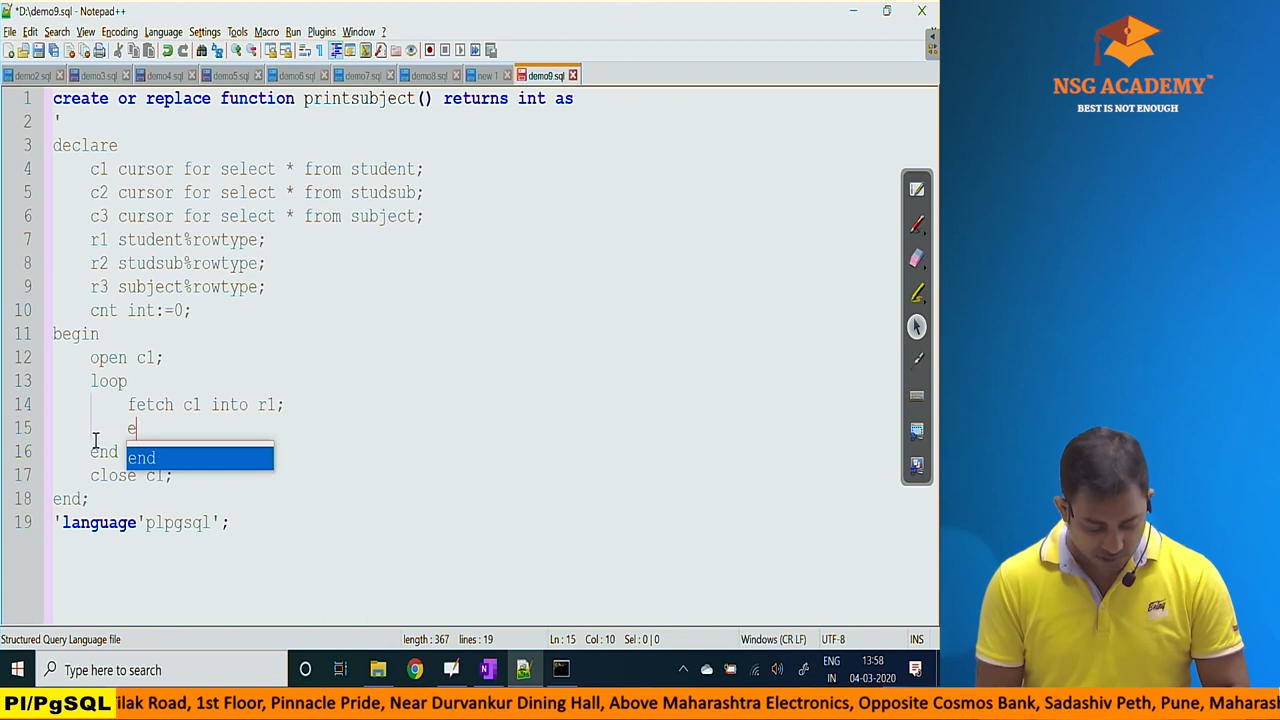 *D:\demo9.sql - Notepad++
File Edit Search View Encoding Language Settings Tools Macro Run Plugins Window ?
demo2.sql demo3.sql demo4.sql demo5.sql demo6.sql demo7.sql demo8.sql new 1 demo9.sql
1 create or replace function printsubject() returns int as
2 '
3 declare
4 c1 cursor for select * from student;
5 c2 cursor for select * from studsub;
6 c3 cursor for select * from subject;
7 r1 student%rowtype;
8 r2 studsub%rowtype;
9 r3 subject%rowtype;
10 cnt int:=0;
11 begin
12 open c1;
13 loop
14 fetch c1 into r1;
15 e
16 end
end
17 close c1;
18 end;
19 'language'plpgsql';
Structured Query Language file length : 367 lines : 19 Ln : 15 Col : 10 Sel : 0 | 0 Windows (CR LF) UTF-8 INS
Type here to search
ENG
IN
13:58
04-03-2020
NSG ACADEMY™
BEST IS NOT ENOUGH
Pl/PgSQL
ilak Road, 1st Floor, Pinnacle Pride, Near Durvankur Dining Hall, Above Maharashtra Electronics, Opposite Cosmos Bank, Sadashiv Peth, Pune, Maharas